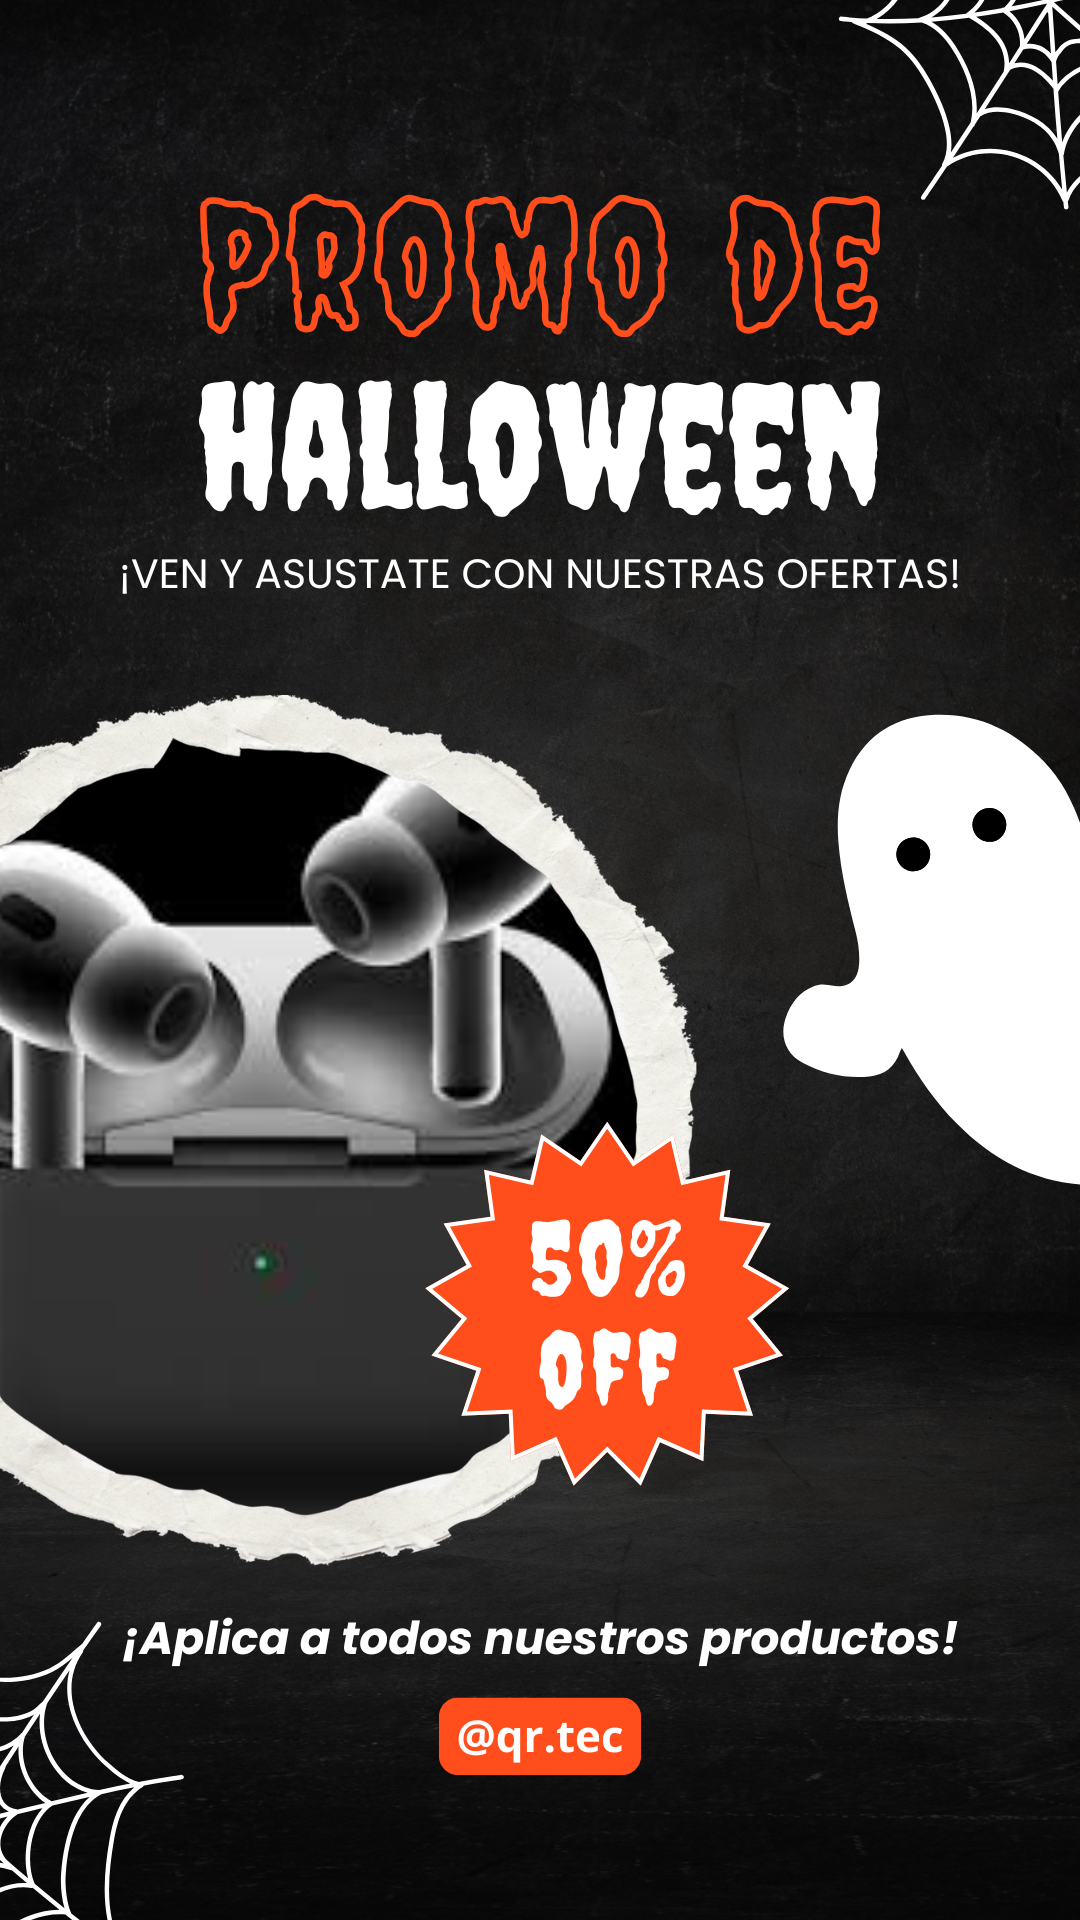 PROMO DE
HALLOWEEN
¡VEN Y ASUSTATE CON NUESTRAS OFERTAS!
50%
OFF
¡Aplica a todos nuestros productos!
@qr.tec